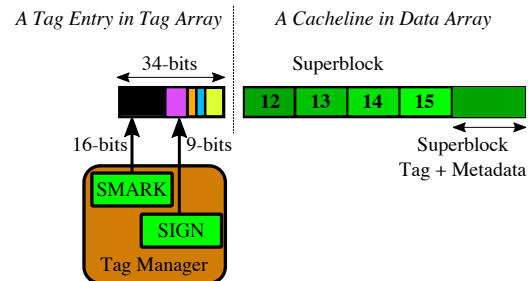 A Tag Entry in Tag Array
A Cacheline in Data Array
34-bits
Superblock
12 13 14 15
16-bits
9-bits
Superblock
Tag + Metadata
SMARK
SIGN
Tag Manager